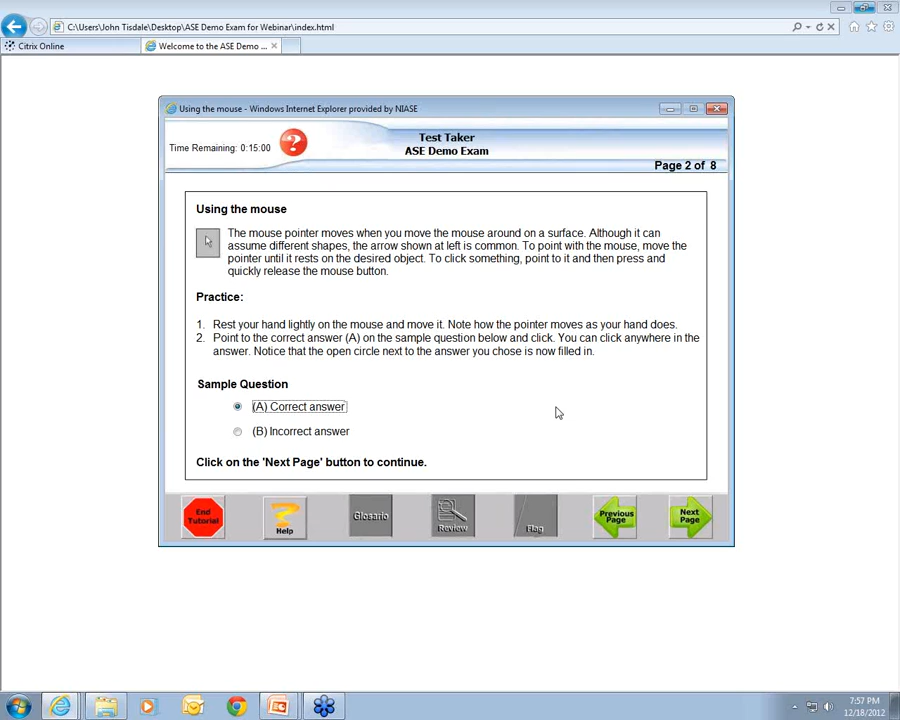 C:\Users\John Tisdale\Desktop\ASE Demo Exam for Webinar\index.html
Citrix Online
Welcome to the ASE Demo ...
Using the mouse - Windows Internet Explorer provided by NIASE
Time Remaining: 0:15:00
?
Test Taker
ASE Demo Exam
Page 2 of 8
Using the mouse
The mouse pointer moves when you move the mouse around on a surface. Although it can
assume different shapes, the arrow shown at left is common. To point with the mouse, move the
pointer until it rests on the desired object. To click something, point to it and then press and
quickly release the mouse button.
Practice:
1. Rest your hand lightly on the mouse and move it. Note how the pointer moves as your hand does.
2. Point to the correct answer (A) on the sample question below and click. You can click anywhere in the
answer. Notice that the open circle next to the answer you chose is now filled in.
Sample Question
(A) Correct answer
(B) Incorrect answer
Click on the 'Next Page' button to continue.
End
Tutorial
?
Help
Glosario
Review
Flag
Previous
Page
Next
Page
7:57 PM
12/18/2012